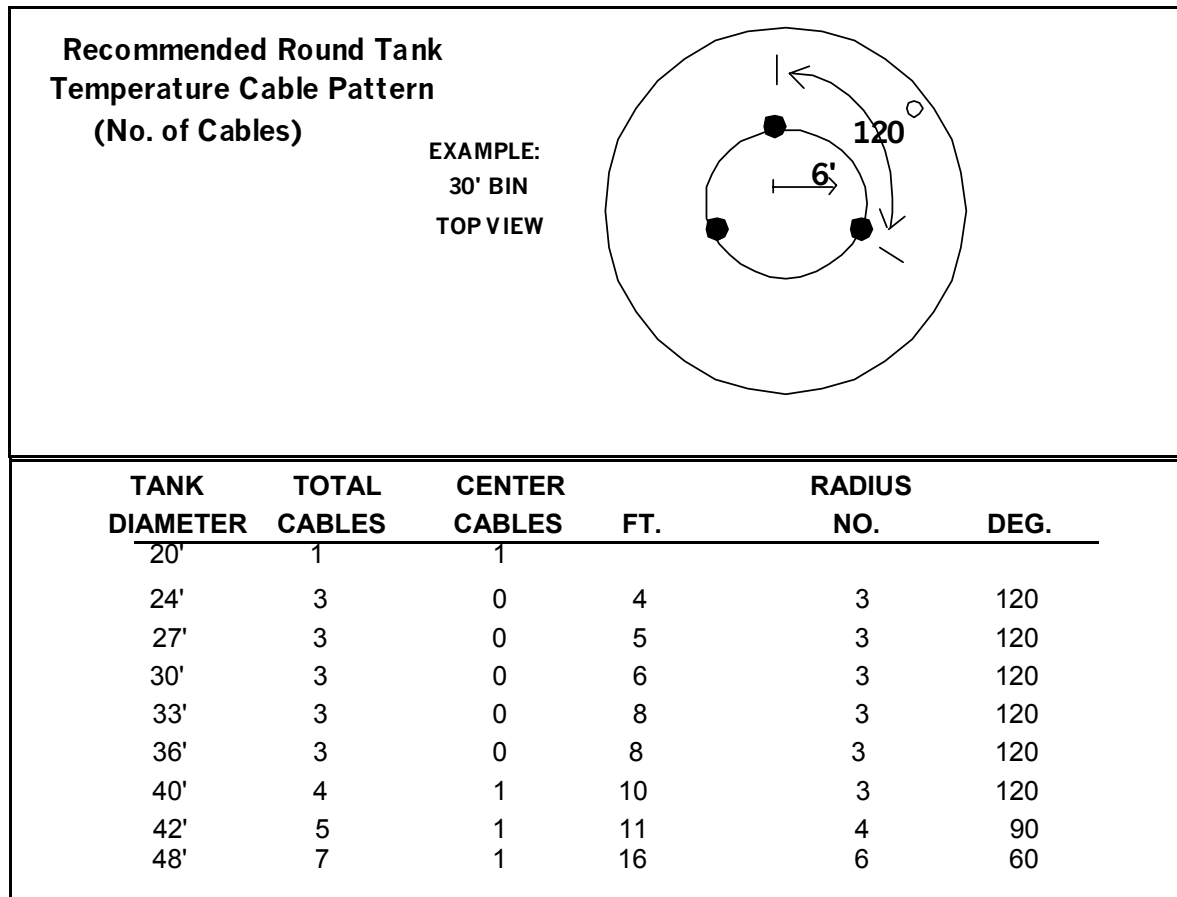 Recommended Round Tank
Temperature Cable Pattern
(No. of Cables)
EXAMPLE:
30' BIN
TOP VIEW
120
6'
TANK TOTAL CENTER RADIUS
DIAMETER CABLES CABLES FT. NO. DEG.
20' 1 1
24' 3 0 4 3 120
27' 3 0 5 3 120
30' 3 0 6 3 120
33' 3 0 8 3 120
36' 3 0 8 3 120
40' 4 1 10 3 120
42' 5 1 11 4 90
48' 7 1 16 6 60